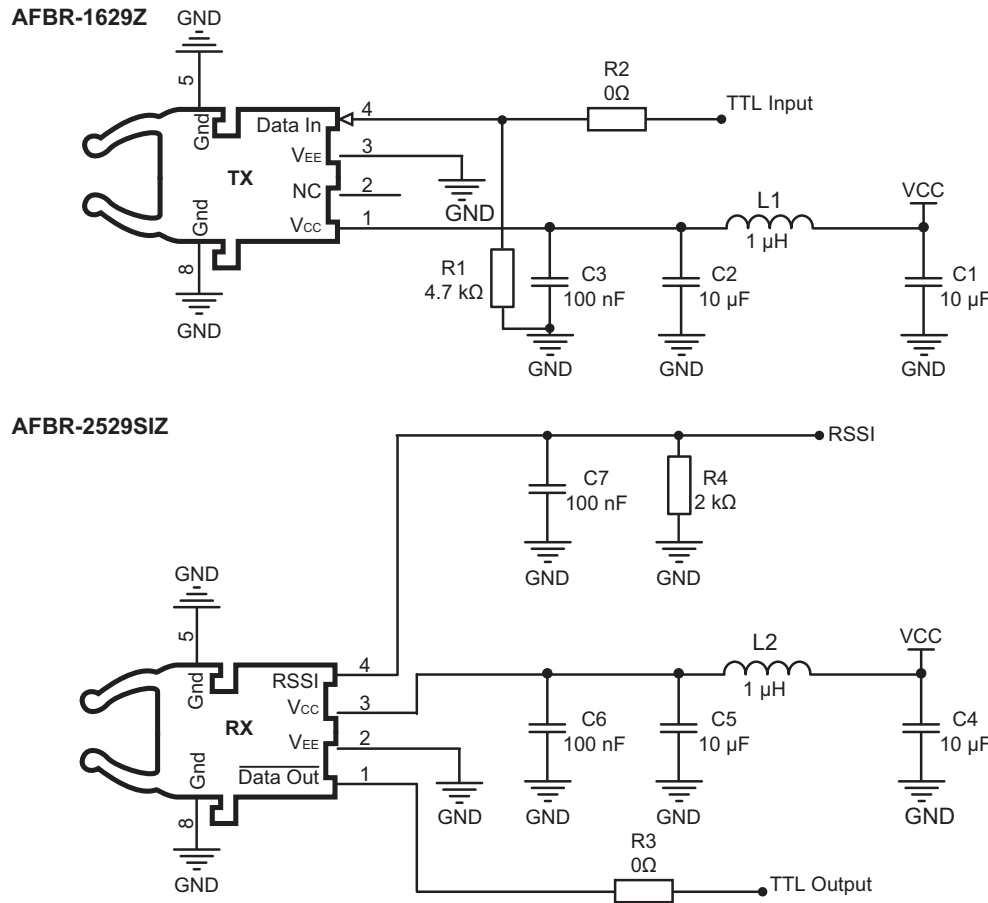 AFBR-1629Z
GND
5
Gnd
Data In
4
VEE
3
GND
TX
NC
2
VCC
1
Gnd
8
GND
R2
0Ω
TTL Input
R1
4.7 kΩ
C3
100 nF
GND
C2
10 µF
GND
L1
1 µH
VCC
C1
10 µF
GND
AFBR-2529SIZ
RSSI
C7
100 nF
GND
R4
2 kΩ
GND
GND
5
Gnd
RSSI
4
VCC
3
RX
VEE
2
GND
Data Out
1
Gnd
8
GND
C6
100 nF
GND
C5
10 µF
GND
L2
1 µH
VCC
C4
10 µF
GND
R3
0Ω
TTL Output